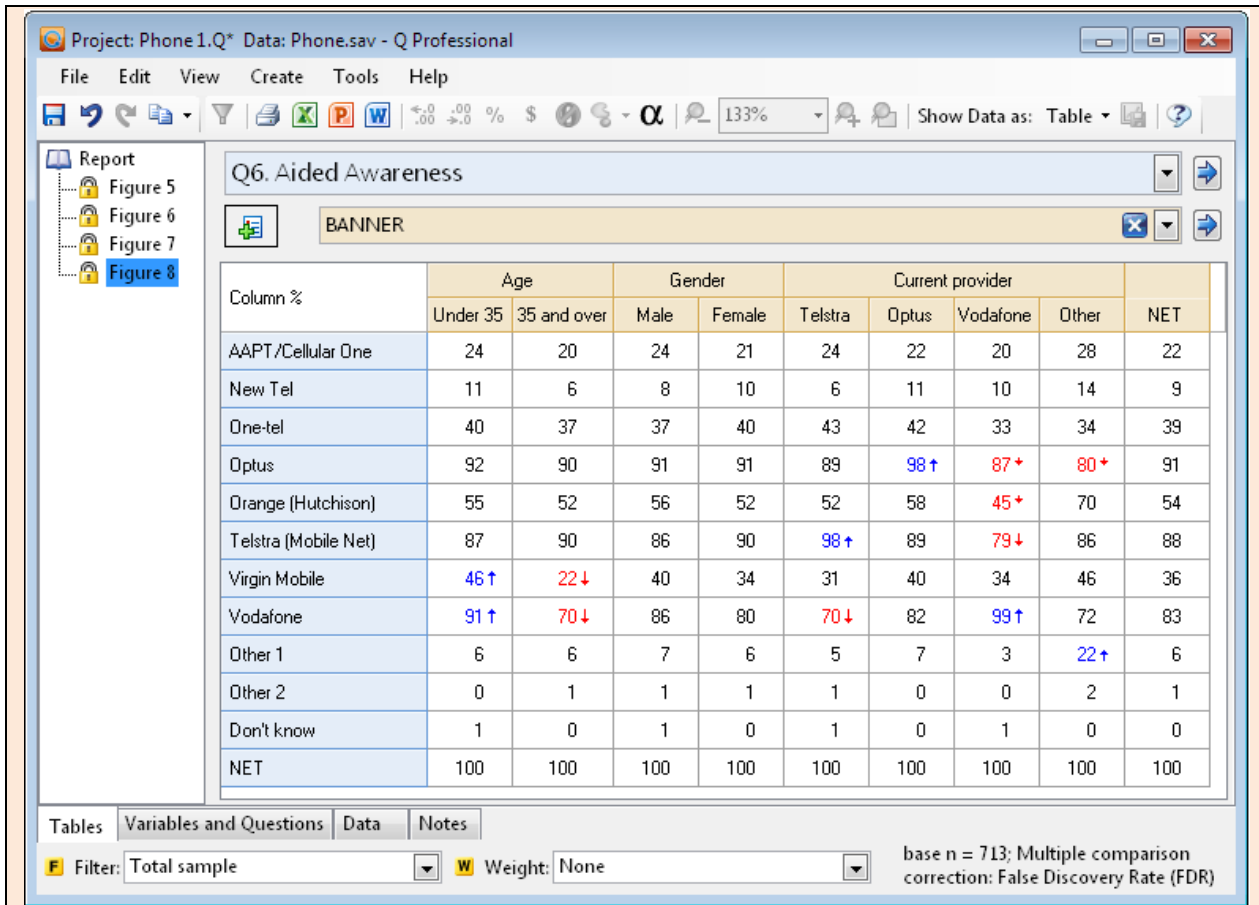 Project: Phone 1.Q* Data: Phone.sav - Q Professional
File Edit View Create Tools Help
133% Show Data as: Table
Report
Figure 5
Figure 6
Figure 7
Figure 8
Q6. Aided Awareness
BANNER
Column % Age Gender Current provider
Under 35 35 and over Male Female Telstra Optus Vodafone Other NET
AAPT/Cellular One 24 20 24 21 24 22 20 28 22
New Tel 11 6 8 10 6 11 10 14 9
One-tel 40 37 37 40 43 42 33 34 39
Optus 92 90 91 91 89 98↑ 87↓ 80↓ 91
Orange (Hutchison) 55 52 56 52 52 58 45↓ 70 54
Telstra (Mobile Net) 87 90 86 90 98↑ 89 79↓ 86 88
Virgin Mobile 46↑ 22↓ 40 34 31 40 34 46 36
Vodafone 91↑ 70↓ 86 80 70↓ 82 99↑ 72 83
Other 1 6 6 7 6 5 7 3 22↑ 6
Other 2 0 1 1 1 1 0 0 2 1
Don't know 1 0 1 0 1 0 1 0 0
NET 100 100 100 100 100 100 100 100 100
Tables Variables and Questions Data Notes
F Filter: Total sample W Weight: None
base n = 713; Multiple comparison
correction: False Discovery Rate (FDR)